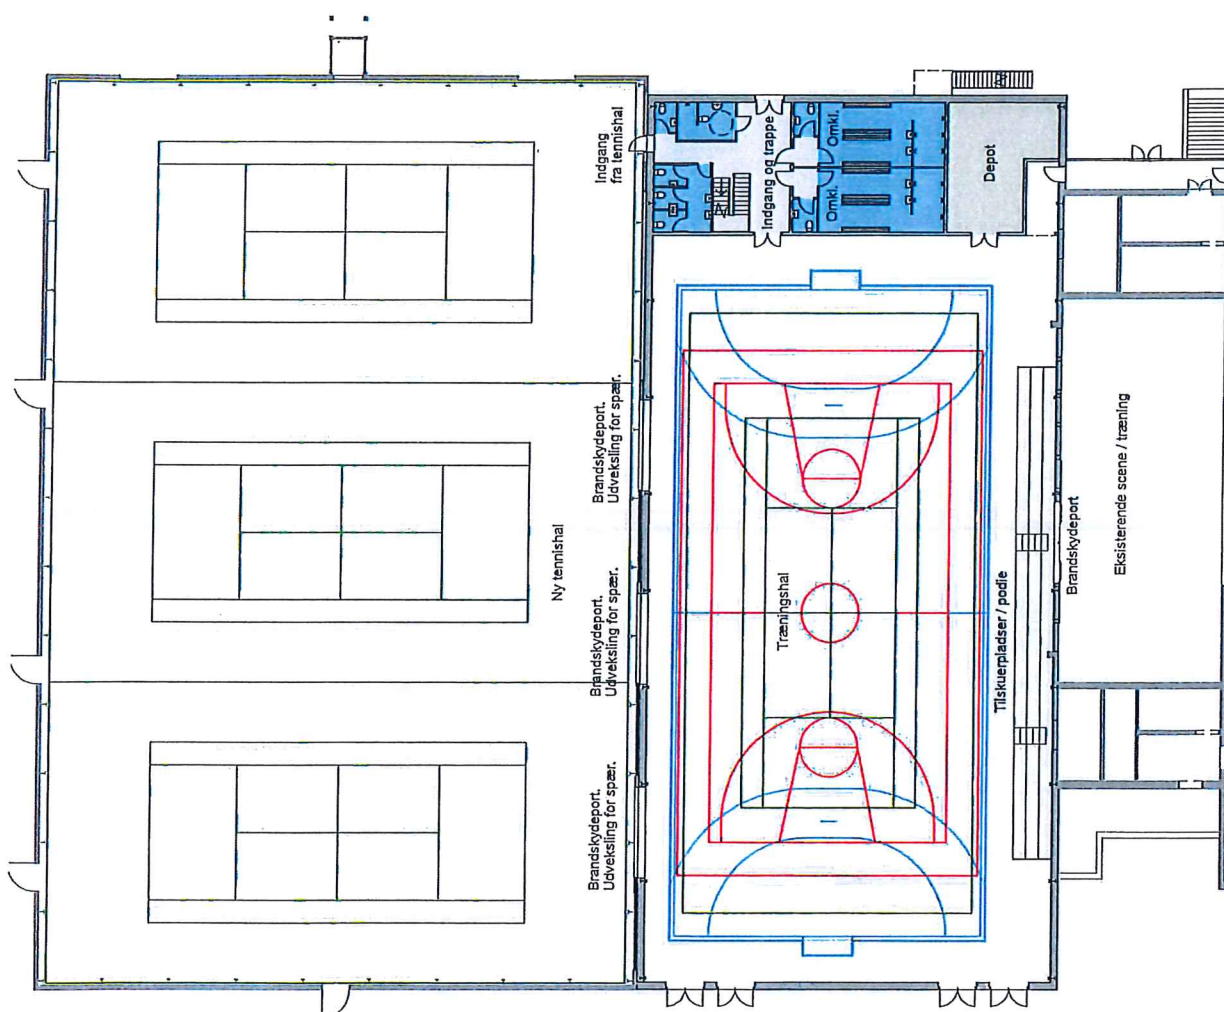 Indgang
fra tennishal
Indgang og trappe
Omkl.
Omkl.
Depot
Brandskydeport.
Udveksling for spær.
Ny tennishal
Brandskydeport.
Udveksling for spær.
Brandskydeport.
Udveksling for spær.
Træningshal
Tilskuerpladser / podie
Brandskydeport
Eksisterende scene / træning